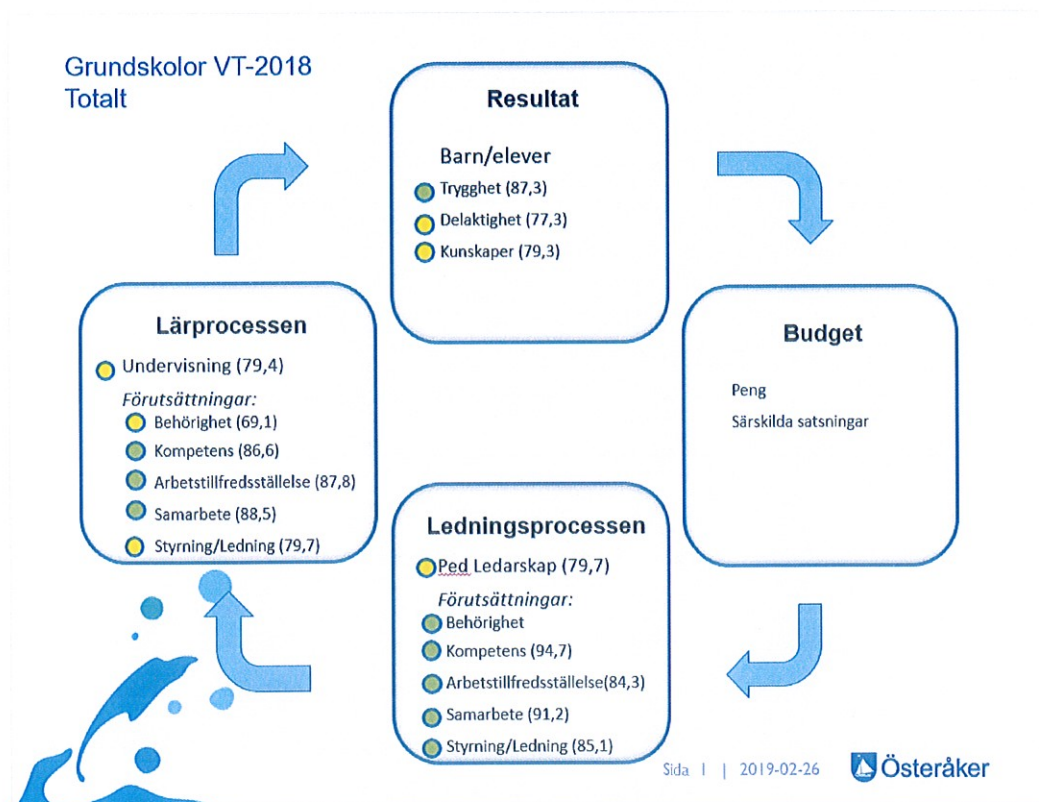 Grundskolor VT-2018
Totalt
Resultat
Barn/elever
Trygghet (87,3)
Delaktighet (77,3)
Kunskaper (79,3)
Lärprocessen
Undervisning (79,4)
Förutsättningar:
Behörighet (69,1)
Kompetens (86,6)
Arbetstillfredsställelse (87,8)
Samarbete (88,5)
Styrning/Ledning (79,7)
Budget
Peng
Särskilda satsningar
Ledningsprocessen
Ped Ledarskap (79,7)
Förutsättningar:
Behörighet
Kompetens (94,7)
Arbetstillfredsställelse(84,3)
Samarbete (91,2)
Styrning/Ledning (85,1)
Sida 1 | 2019-02-26
Österåker